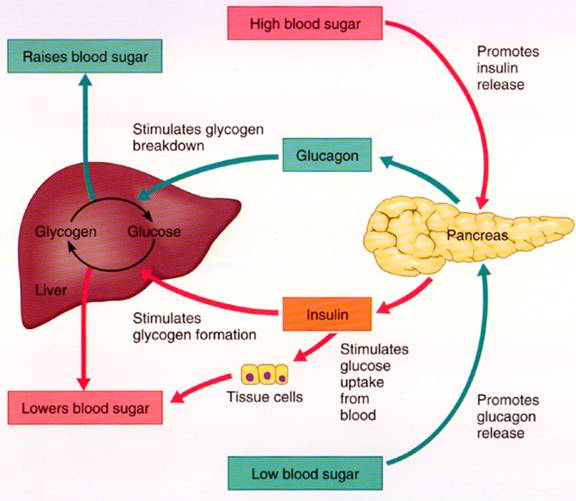 High blood sugar
Raises blood sugar
Promotes
insulin
release
Stimulates glycogen
breakdown
Glucagon
Glycogen
Glucose
Pancreas
Liver
Insulin
Stimulates
glycogen formation
Stimulates
glucose
uptake
from
blood
Tissue cells
Lowers blood sugar
Promotes
glucagon
release
Low blood sugar